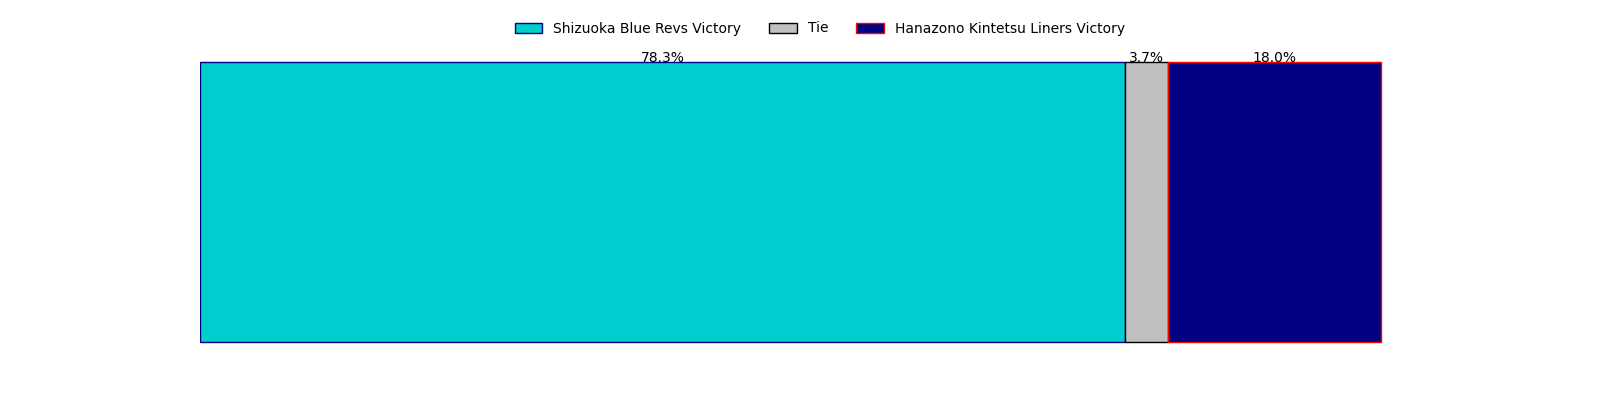 Shizuoka Blue Revs Victory Tie Hanazono Kintetsu Liners Victory
78.3% 3.7% 18.0%